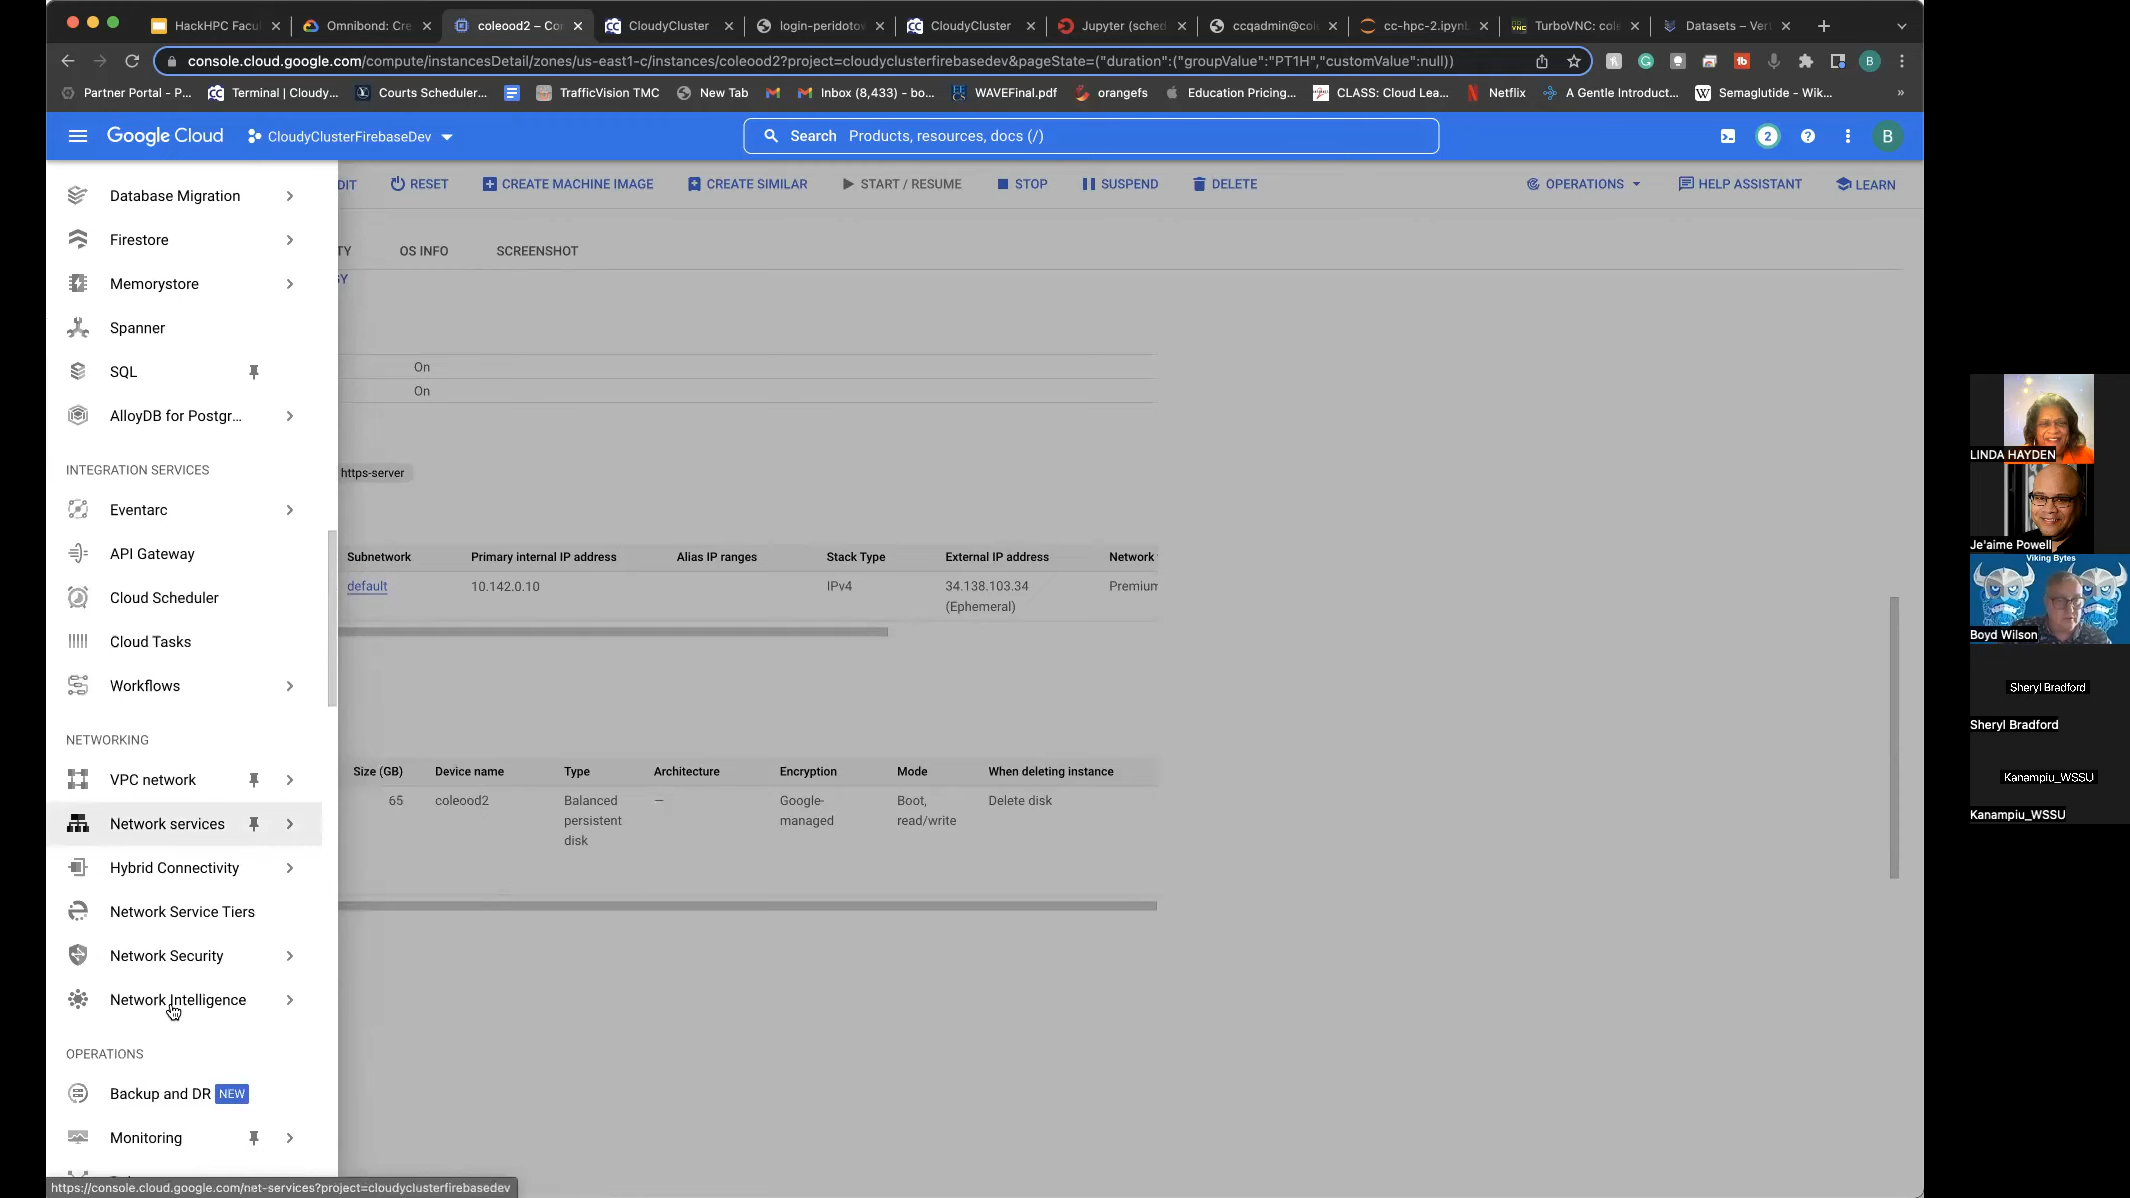 HackHPC Facul
Omnibond: Cre
coleood2 – Co
CloudyCluster
login-peridotov
CloudyCluster
Jupyter (sched
ccqadmin@col
cc-hpc-2.ipynb
TurboVNC: col
Datasets – Ver
console.cloud.google.com/compute/instancesDetail/zones/us-east1-c/instances/coleood2?project=cloudyclusterfirebasedev&pageState=("duration":("groupValue":"PT1H","customValue":null))
Partner Portal - P...
Terminal | Cloudy...
Courts Scheduler...
TrafficVision TMC
New Tab
Inbox (8,433) - bo...
WAVEFinal.pdf
orangefs
Education Pricing...
CLASS: Cloud Lea...
Netflix
A Gentle Introduct...
Semaglutide - Wik...
»
Google Cloud
CloudyClusterFirebaseDev
Search Products, resources, docs (/)
2
B
DIT
RESET
CREATE MACHINE IMAGE
CREATE SIMILAR
START / RESUME
STOP
SUSPEND
DELETE
OPERATIONS
HELP ASSISTANT
LEARN
TY
OS INFO
SCREENSHOT
GY
On
On
https-server
Subnetwork
Primary internal IP address
Alias IP ranges
Stack Type
External IP address
Network
default
10.142.0.10
IPv4
34.138.103.34
(Ephemeral)
Premium
Size (GB)
Device name
Type
Architecture
Encryption
Mode
When deleting instance
65
coleood2
Balanced
persistent
disk
—
Google-
managed
Boot,
read/write
Delete disk
Database Migration
Firestore
Memorystore
Spanner
SQL
AlloyDB for Postgr...
INTEGRATION SERVICES
Eventarc
API Gateway
Cloud Scheduler
Cloud Tasks
Workflows
NETWORKING
VPC network
Network services
Hybrid Connectivity
Network Service Tiers
Network Security
Network Intelligence
OPERATIONS
Backup and DR NEW
Monitoring
https://console.cloud.google.com/net-services?project=cloudyclusterfirebasedev
LINDA HAYDEN
Je'aime Powell
Viking Bytes
Boyd Wilson
Sheryl Bradford
Sheryl Bradford
Kanampiu_WSSU
Kanampiu_WSSU